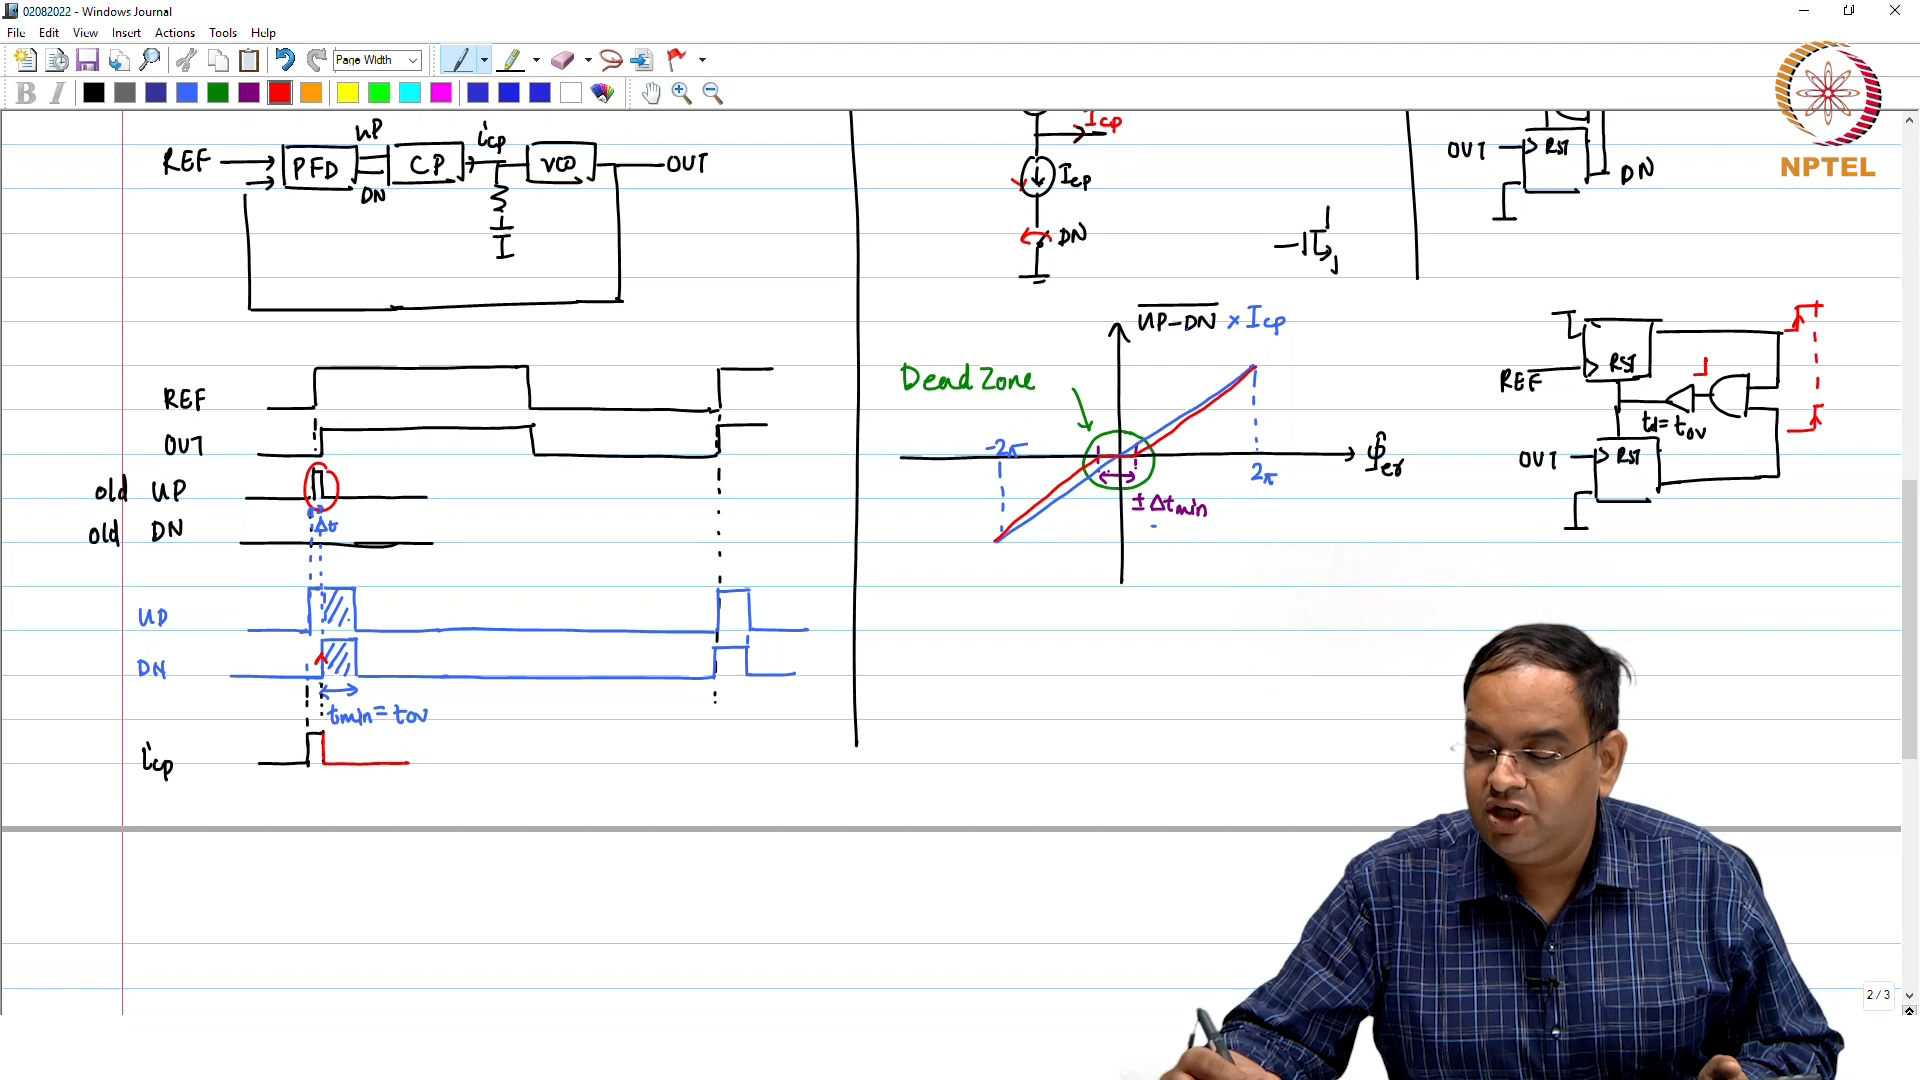 02082022 - Windows Journal
File Edit View Insert Actions Tools Help
Page Width
B I
NPTEL
REF PFD UP DN CP icp VCO OUT
Icp
Icp
DN
OUT RST DN
UP-DN × Icp
Dead Zone
-2π 2π Φer
± Δtmin
REF RST
td = tov
OUT RST
REF
OUT
old UP
Δt
old DN
UP
DN
tmin = tov
icp
2 / 3